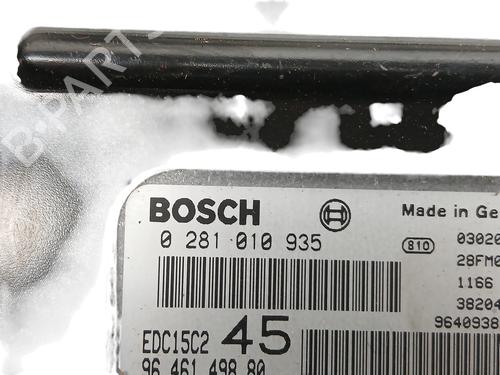 B-PARTS
BOSCH
0 281 010 935
Made in Ge
810
03020
28FM0
1166
38204
9640938
EDC15C2 45
96 461 498 80